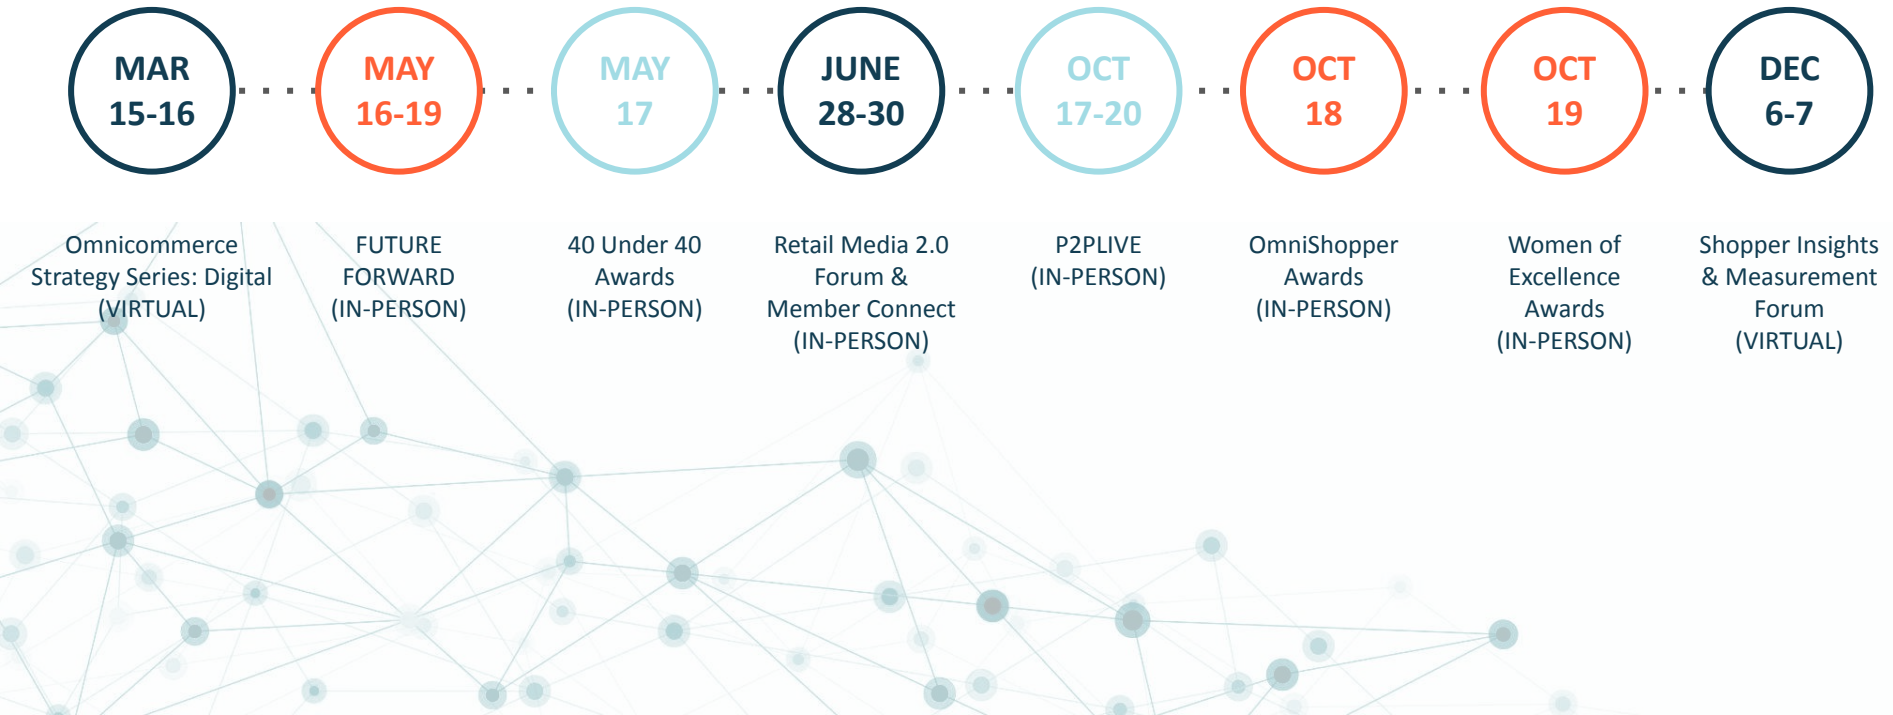 MAR
15-16
MAY
16-19
MAY
17
JUNE
28-30
OCT
17-20
OCT
18
OCT
19
DEC
6-7
Omnicommerce
Strategy Series: Digital
(VIRTUAL)
FUTURE
FORWARD
(IN-PERSON)
40 Under 40
Awards
(IN-PERSON)
Retail Media 2.0
Forum &
Member Connect
(IN-PERSON)
P2PLIVE
(IN-PERSON)
OmniShopper
Awards
(IN-PERSON)
Women of
Excellence
Awards
(IN-PERSON)
Shopper Insights
& Measurement
Forum
(VIRTUAL)